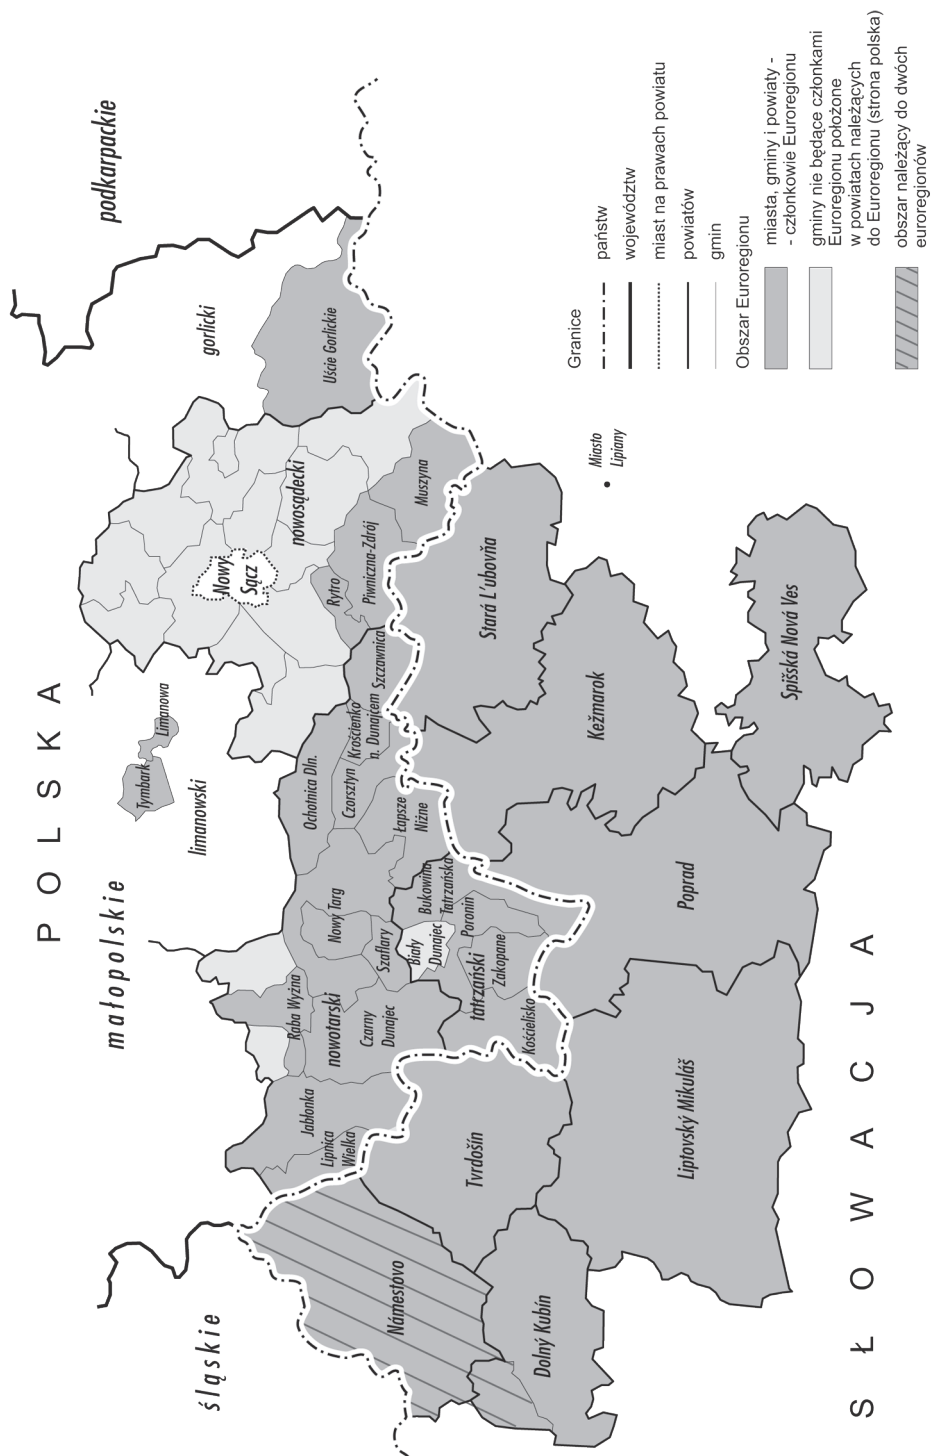 POLSKA
małopolskie
podkarpackie
śląskie
gorlicki
limanowski
Tymbark
Limanowa
Nowy
Sącz
nowosądecki
Uście Gorlickie
Muszyna
Piwniczna-Zdrój
Rytro
Szczawnica
Krościenko
n. Dunajcem
Ochotnica Dln.
Czorsztyn
Łapsze
Niżne
Nowy Targ
Szaflary
Bukowina
Tatrzańska
Biały
Dunajec
Poronin
Raba Wyżna
nowotarski
Czarny
Dunajec
tatrzański
Zakopane
Kościelisko
Jabłonka
Lipnica
Wielka
Námestovo
Tvrdošín
Dolný Kubín
Liptovský Mikuláš
Poprad
Kežmarok
Stará L'ubovňa
Spišská Nová Ves
Miasto
Lipiany
SŁOWACJA
Granice
państw
województw
miast na prawach powiatu
powiatów
gmin
Obszar Euroregionu
miasta, gminy i powiaty -
- członkowie Euroregionu
gminy nie będące członkami
Euroregionu położone
w powiatach należących
do Euroregionu (strona polska)
obszar należący do dwóch
euroregionów